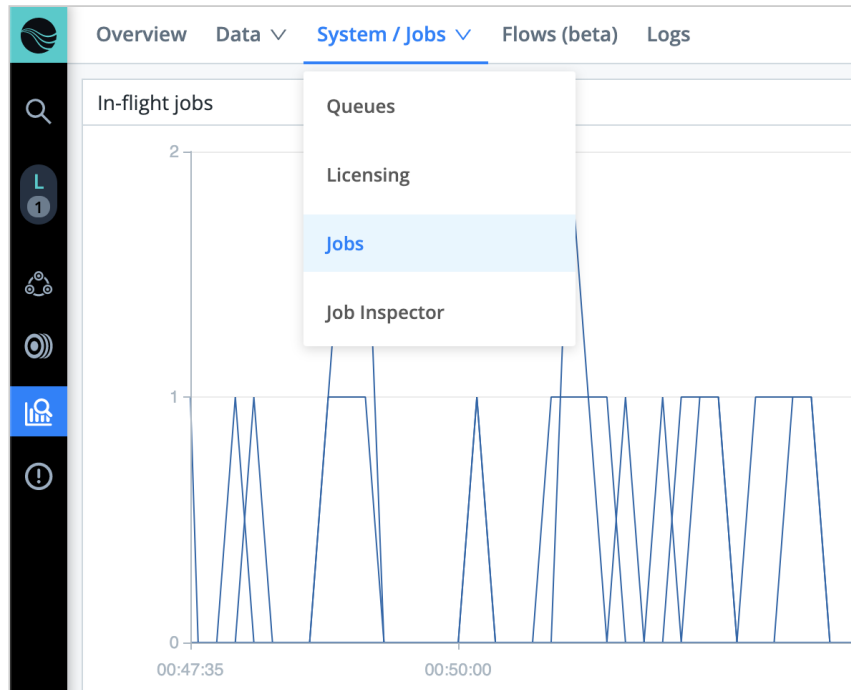 Overview Data System / Jobs Flows (beta) Logs
In-flight jobs
Queues
Licensing
Jobs
Job Inspector
L
1
2
1
0
00:47:35 00:50:00